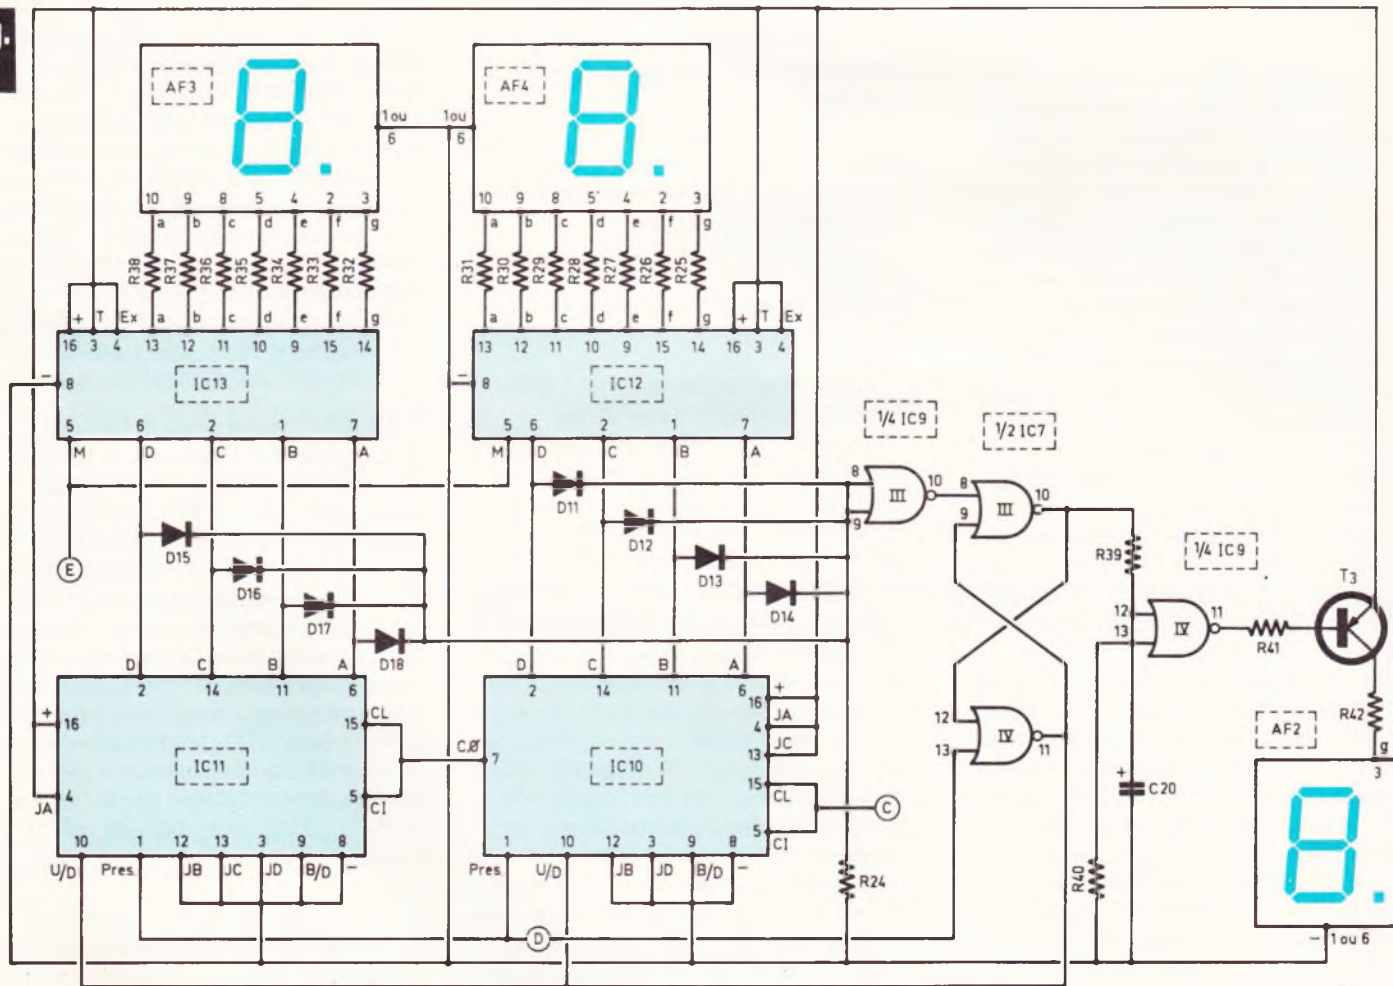 AF3
AF4
1 ou 6
1 ou 6
10 9 8 5 4 2 3
a b c d e f g
10 9 8 5 4 2 3
a b c d e f g
R38 R37 R36 R35 R34 R33 R32
R31 R30 R29 R28 R27 R26 R25
+ T Ex a b c d e f g
16 3 4 13 12 11 10 9 15 14
a b c d e f g + T Ex
13 12 11 10 9 15 14 16 3 4
− 8 IC13
− 8 IC12
5 6 2 1 7
M D C B A
5 6 2 1 7
M D C B A
1/4 IC9
1/2 IC7
8 9 III 10
8 9 III 10
D11
D12
D13
D14
D15
D16
D17
D18
E
R39
1/4 IC9
12 13 IV 11
R41
T3
R42
D C B A
2 14 11 6
D C B A
2 14 11 6
+ 16
JA 4
IC11
15 CL
5 CI
CØ 7
IC10
16 +
4 JA
13 JC
15 CL
5 CI
C
12 13 IV 11
+ C20
R40
R24
AF2
g
3
10 12 13 3 9 8
U/D Pres. JB JC JD B/D −
1 10 12 3 9 8
Pres. U/D JB JD B/D −
D
− 1 ou 6